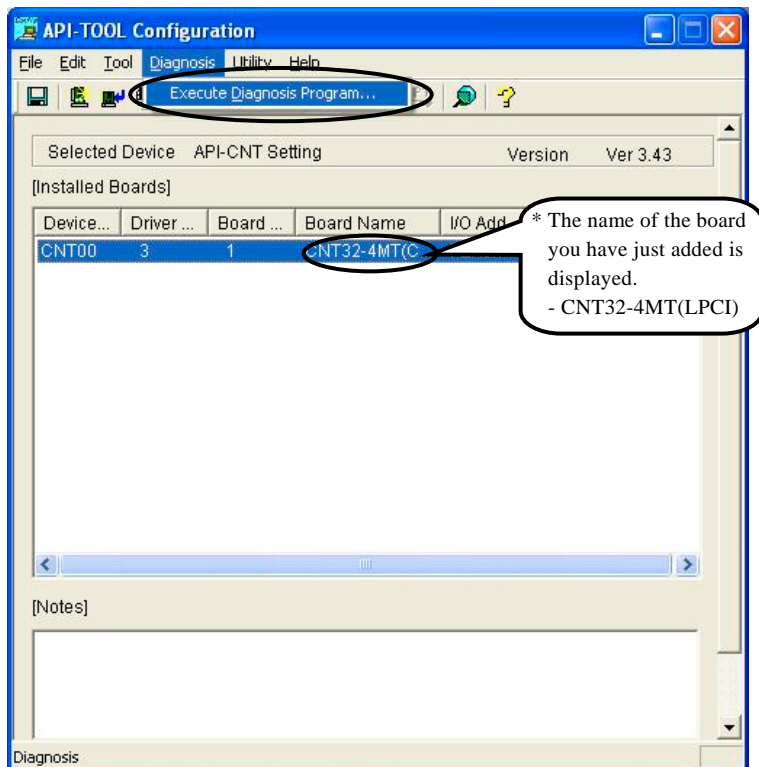 API-TOOL Configuration
File Edit Tool Diagnosis Utility Help
Execute Diagnosis Program...
Selected Device API-CNT Setting Version Ver 3.43
[Installed Boards]
Device... Driver ... Board ... Board Name I/O Add
CNT00 3 1 CNT32-4MT(C
* The name of the board
you have just added is
displayed.
- CNT32-4MT(LPCI)
[Notes]
Diagnosis